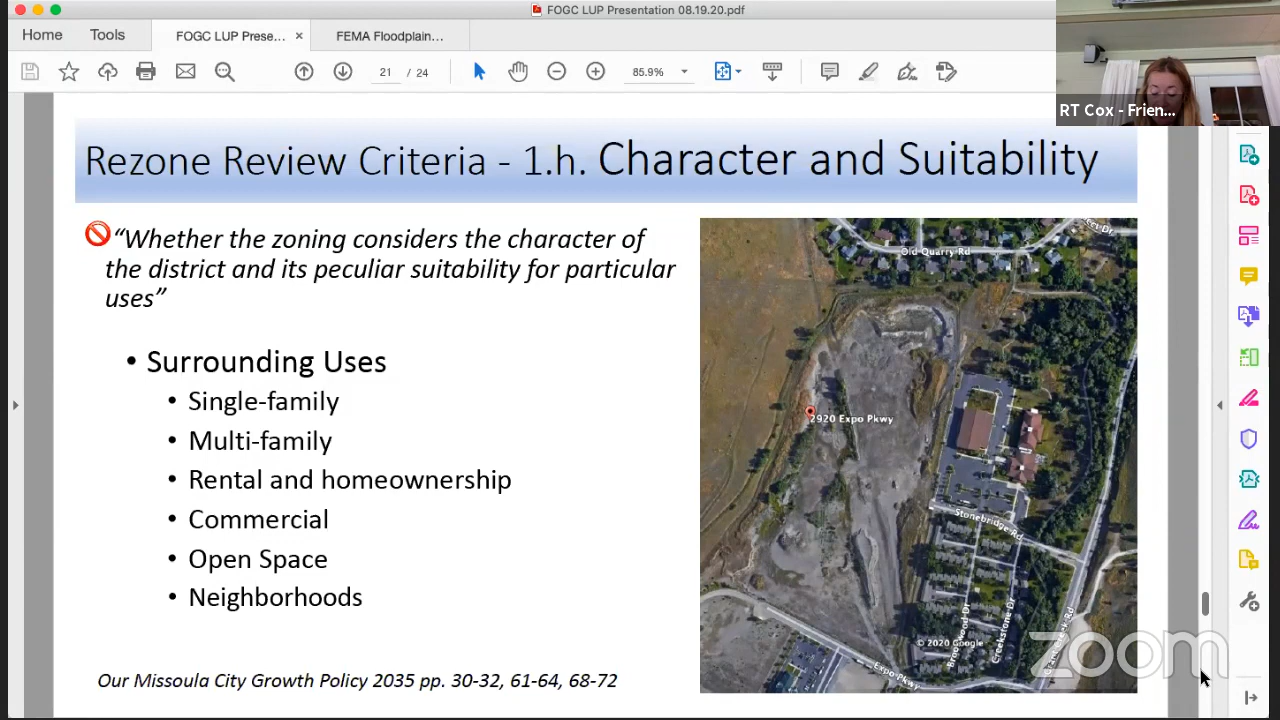 FOGC LUP Presentation 08.19.20.pdf
Home
Tools
FOGC LUP Prese...
×
FEMA Floodplain...
21 / 24
85.9%
RT Cox - Frien...
Rezone Review Criteria - 1.h. Character and Suitability
“Whether the zoning considers the character of
the district and its peculiar suitability for particular
uses”
• Surrounding Uses
• Single-family
• Multi-family
• Rental and homeownership
• Commercial
• Open Space
• Neighborhoods
Our Missoula City Growth Policy 2035 pp. 30-32, 61-64, 68-72
Old Quarry Rd
2920 Expo Pkwy
Stonebridge Rd
Brookwood Dr
Creekstone Dr
© 2020 Google
Expo Pkwy
zoom